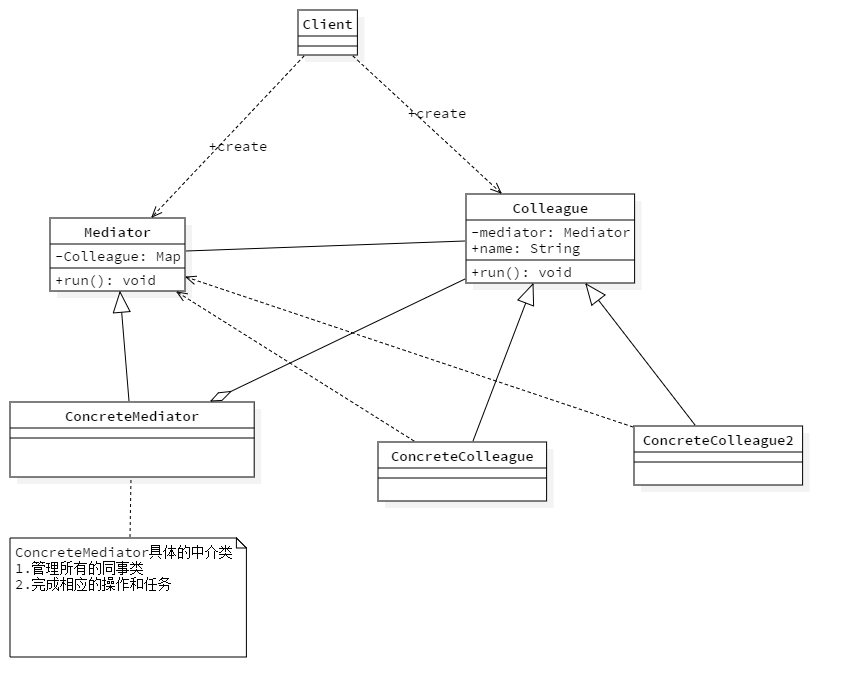 Client
+create
+create
Colleague
-mediator: Mediator
+name: String
+run(): void
Mediator
-Colleague: Map
+run(): void
ConcreteMediator
ConcreteColleague
ConcreteColleague2
ConcreteMediator具体的中介类
1.管理所有的同事类
2.完成相应的操作和任务